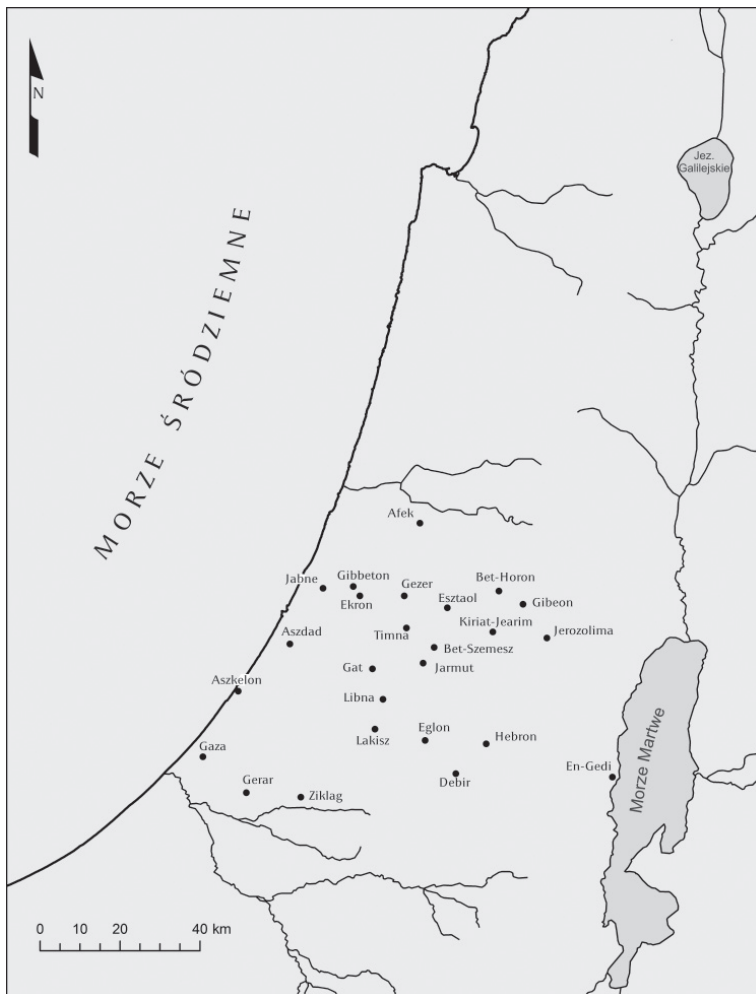 N
Jez.
Galilejskie
MORZE ŚRÓDZIEMNE
Afek
Jabne
Gibbeton
Ekron
Gezer
Bet-Horon
Esztaol
Gibeon
Aszdad
Timna
Kiriat-Jearim
Jerozolima
Bet-Szemesz
Gat
Jarmut
Aszkelon
Libna
Lakisz
Eglon
Hebron
Gaza
En-Gedi
Debir
Gerar
Ziklag
Morze Martwe
0 10 20 40 km